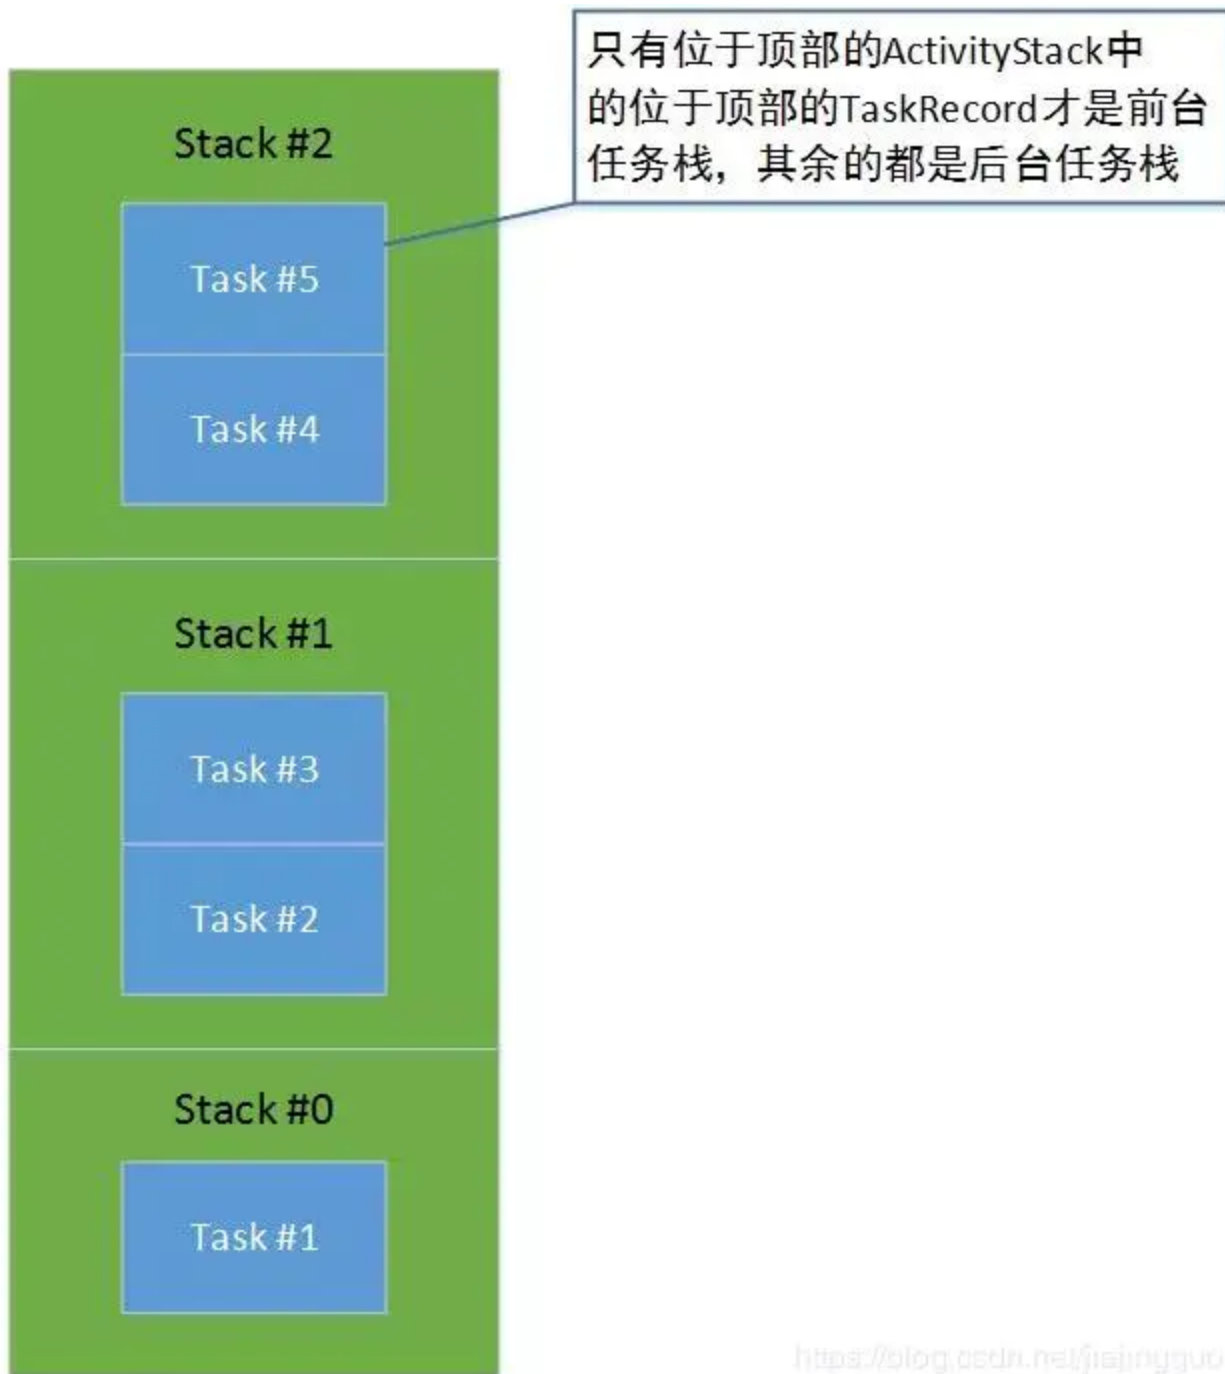 只有位于顶部的ActivityStack中
的位于顶部的TaskRecord才是前台
任务栈，其余的都是后台任务栈
Stack #2
Task #5
Task #4
Stack #1
Task #3
Task #2
Stack #0
Task #1